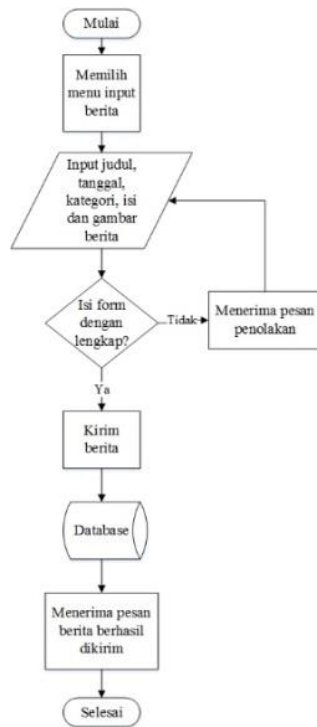 Mulai
Memilih
menu input
berita
Input judul,
tanggal,
kategori, isi
dan gambar
berita
Isi form
dengan
lengkap?
Tidak
Menerima pesan
penolakan
Ya
Kirim
berita
Database
Menerima pesan
berita berhasil
dikirim
Selesai